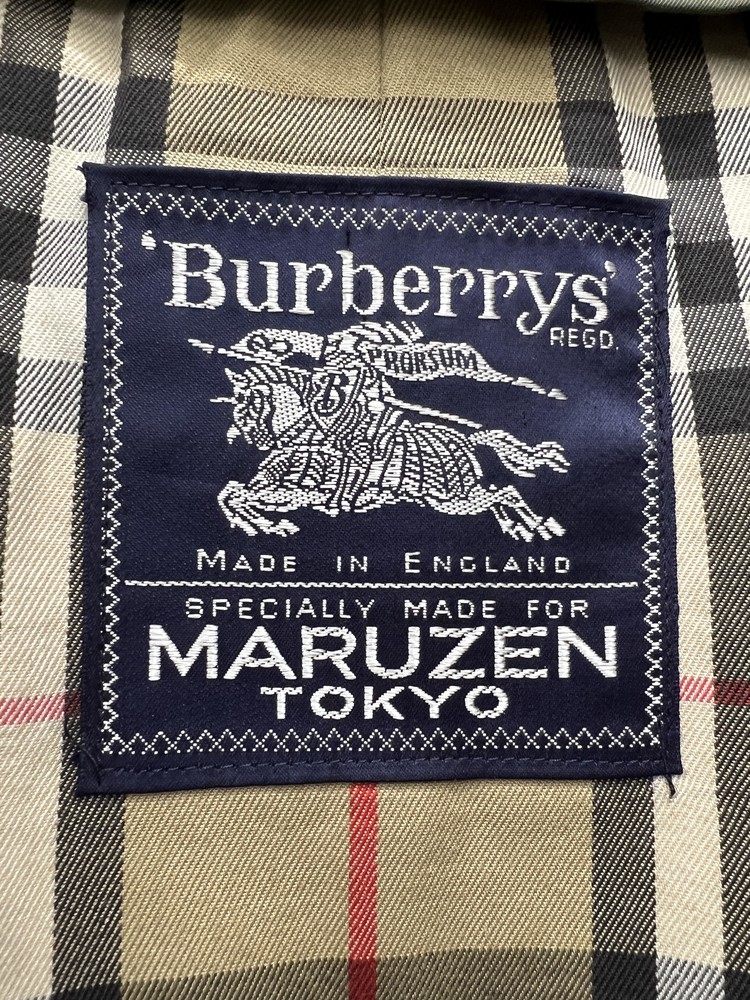 'Burberrys'
REGD.
PRORSUM
B
MADE IN ENGLAND
SPECIALLY MADE FOR
MARUZEN
TOKYO